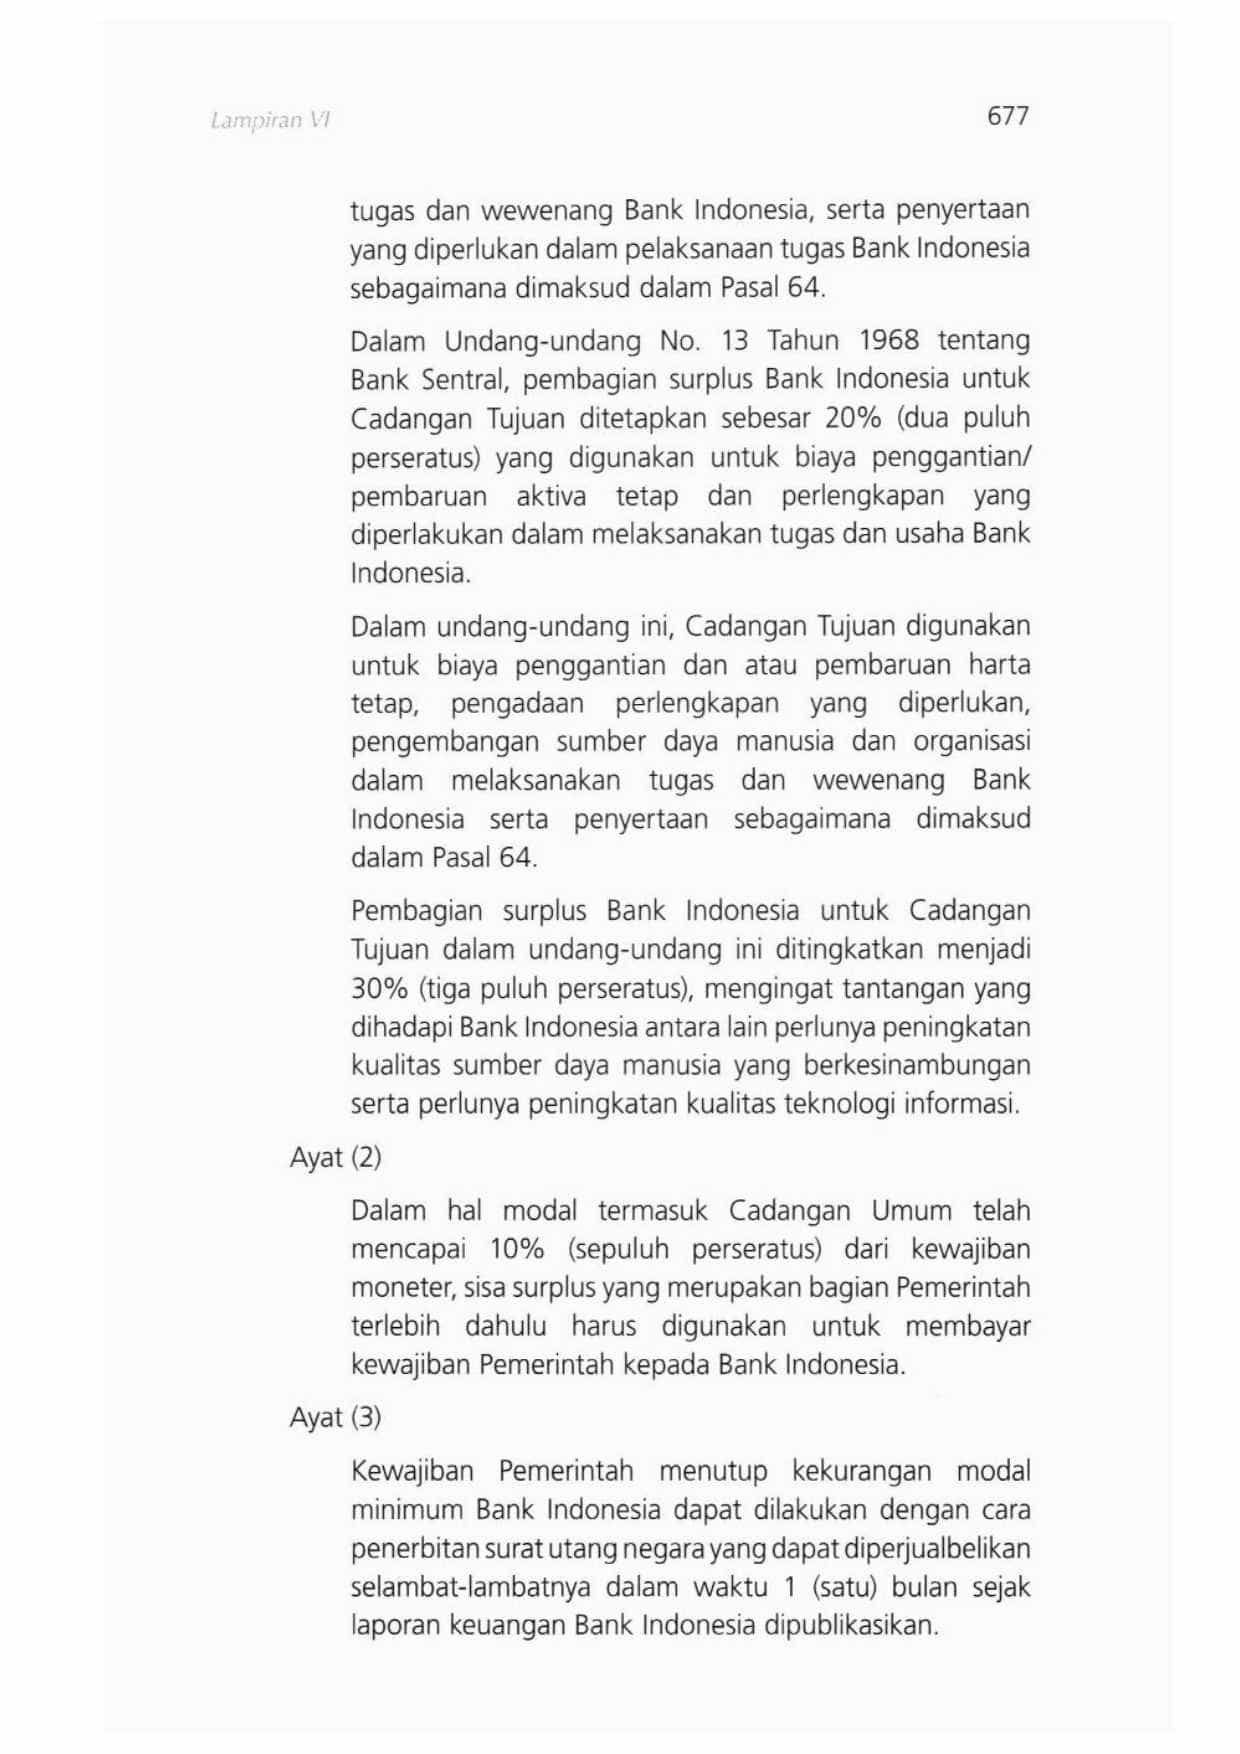 Lampiran VI
677
tugas dan wewenang Bank Indonesia, serta penyertaan
yang diperlukan dalam pelaksanaan tugas Bank Indonesia
sebagaimana dimaksud dalam Pasal 64.
Dalam Undang-undang No. 13 Tahun 1968 tentang
Bank Sentral, pembagian surplus Bank Indonesia untuk
Cadangan Tujuan ditetapkan sebesar 20% (dua puluh
perseratus) yang digunakan untuk biaya penggantian/
pembaruan aktiva tetap dan perlengkapan yang
diperlakukan dalam melaksanakan tugas dan usaha Bank
Indonesia.
Dalam undang-undang ini, Cadangan Tujuan digunakan
untuk biaya penggantian dan atau pembaruan harta
tetap, pengadaan perlengkapan yang diperlukan,
pengembangan sumber daya manusia dan organisasi
dalam melaksanakan tugas dan wewenang Bank
Indonesia serta penyertaan sebagaimana dimaksud
dalam Pasal 64.
Pembagian surplus Bank Indonesia untuk Cadangan
Tujuan dalam undang-undang ini ditingkatkan menjadi
30% (tiga puluh perseratus), mengingat tantangan yang
dihadapi Bank Indonesia antara lain perlunya peningkatan
kualitas sumber daya manusia yang berkesinambungan
serta perlunya peningkatan kualitas teknologi informasi.
Ayat (2)
Dalam hal modal termasuk Cadangan Umum telah
mencapai 10% (sepuluh perseratus) dari kewajiban
moneter, sisa surplus yang merupakan bagian Pemerintah
terlebih dahulu harus digunakan untuk membayar
kewajiban Pemerintah kepada Bank Indonesia.
Ayat (3)
Kewajiban Pemerintah menutup kekurangan modal
minimum Bank Indonesia dapat dilakukan dengan cara
penerbitan surat utang negara yang dapat diperjualbelikan
selambat-lambatnya dalam waktu 1 (satu) bulan sejak
laporan keuangan Bank Indonesia dipublikasikan.